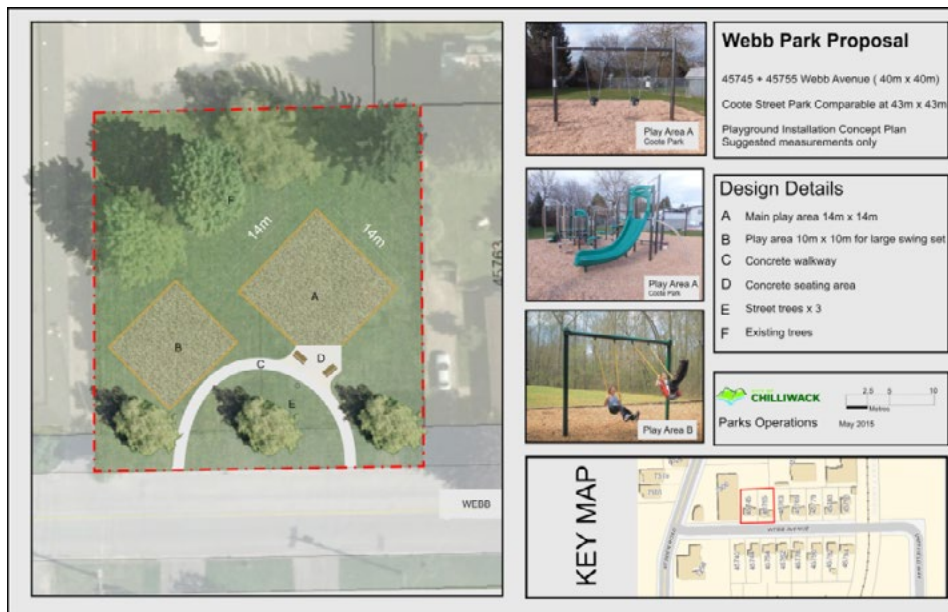 Webb Park Proposal
45745 + 45755 Webb Avenue ( 40m x 40m)
Coote Street Park Comparable at 43m x 43m
Playground Installation Concept Plan
Suggested measurements only
Play Area A
Coote Park
Play Area A
Coote Park
Play Area B
Design Details
A Main play area 14m x 14m
B Play area 10m x 10m for large swing set
C Concrete walkway
D Concrete seating area
E Street trees x 3
F Existing trees
CHILLIWACK
Parks Operations
2.5 5 10
Metres
May 2015
F
14m
14m
A
B
C
D
E
45763
WEBB
KEY MAP
WEBB AVENUE